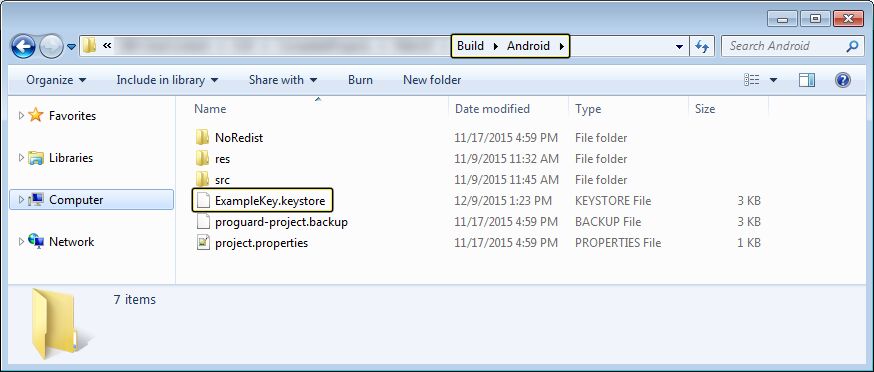 « Build Android Search Android
Organize Include in library Share with Burn New folder
Name Date modified Type Size
Favorites
Libraries
Computer
Network
NoRedist 11/17/2015 4:59 PM File folder
res 11/9/2015 11:32 AM File folder
src 11/9/2015 11:45 AM File folder
ExampleKey.keystore 12/9/2015 1:23 PM KEYSTORE File 3 KB
proguard-project.backup 11/17/2015 4:59 PM BACKUP File 3 KB
project.properties 11/17/2015 4:59 PM PROPERTIES File 1 KB
7 items